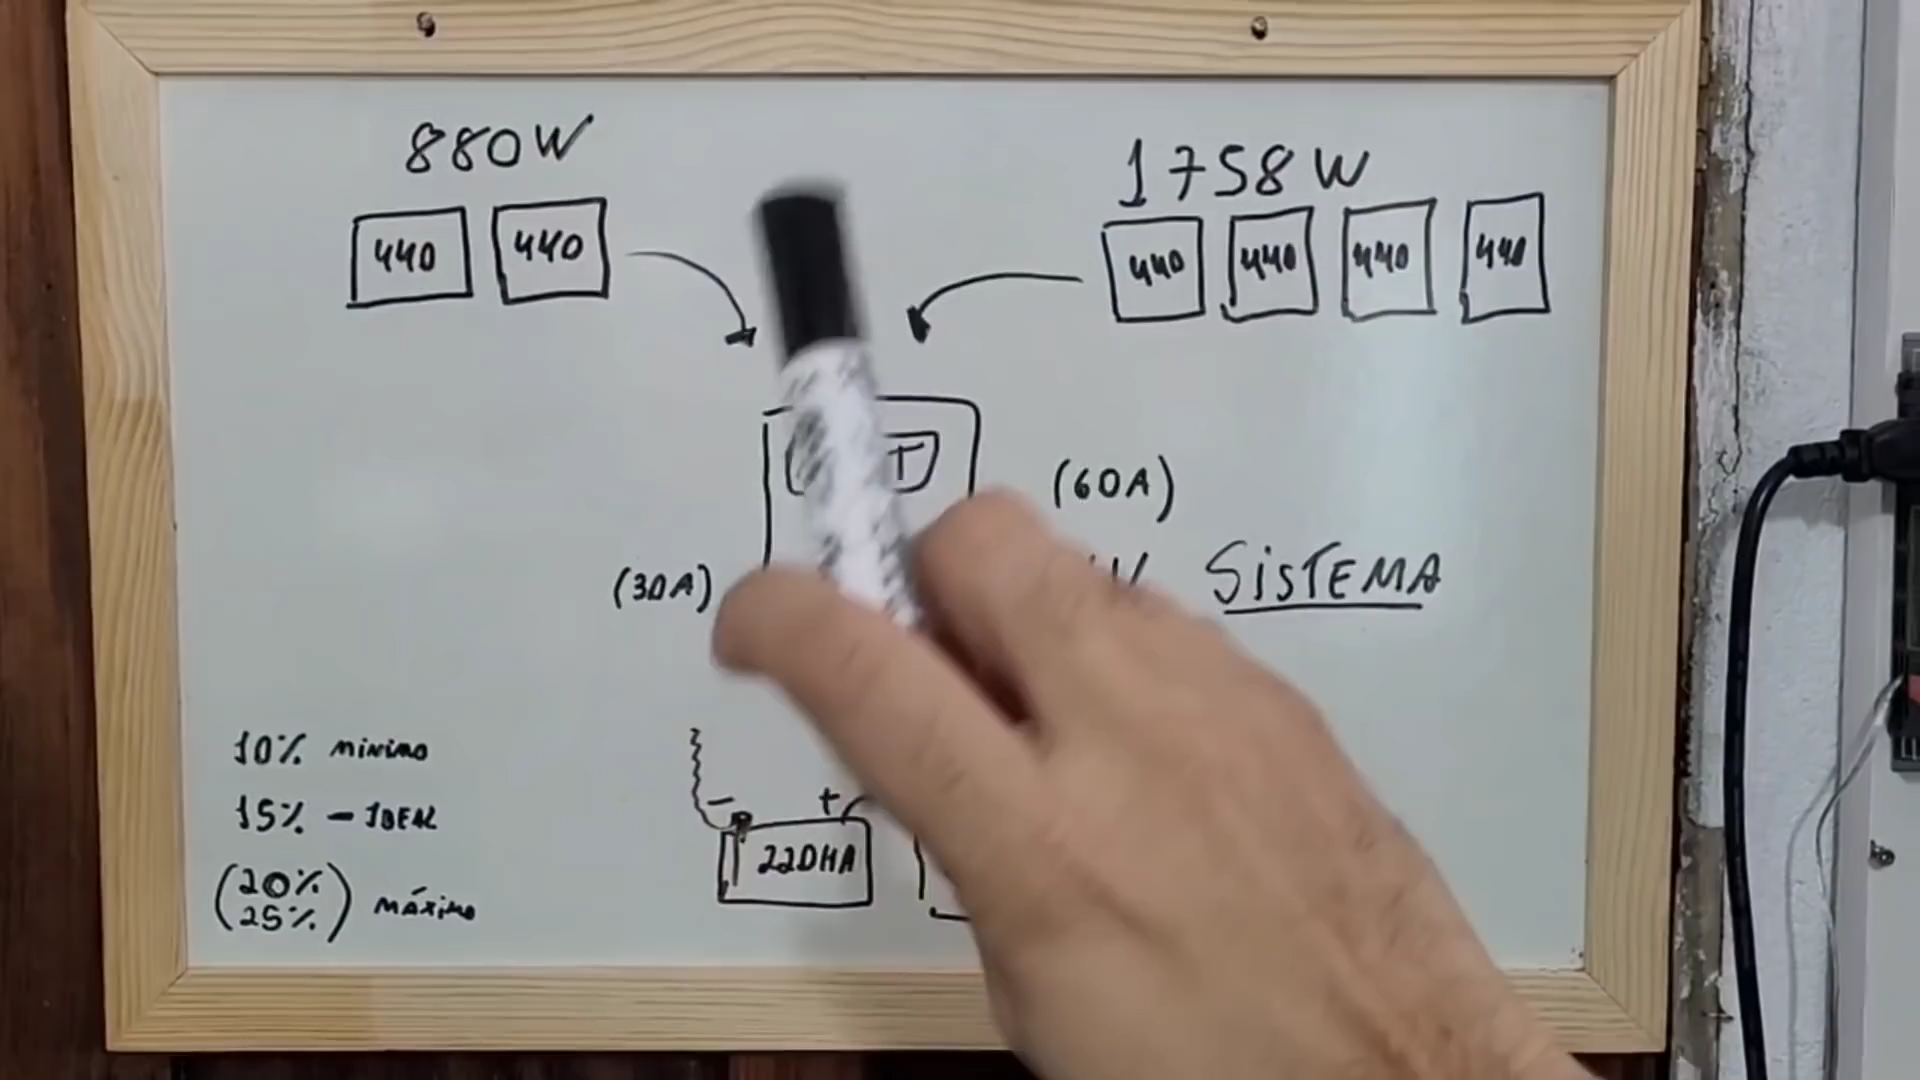 880W
440 440
1758W
440 440 440 440
(60A)
(30A)
SISTEMA
10% MINIMO
15% - IDEAL
(20%
25%) MÁXIMO
- +
220HA